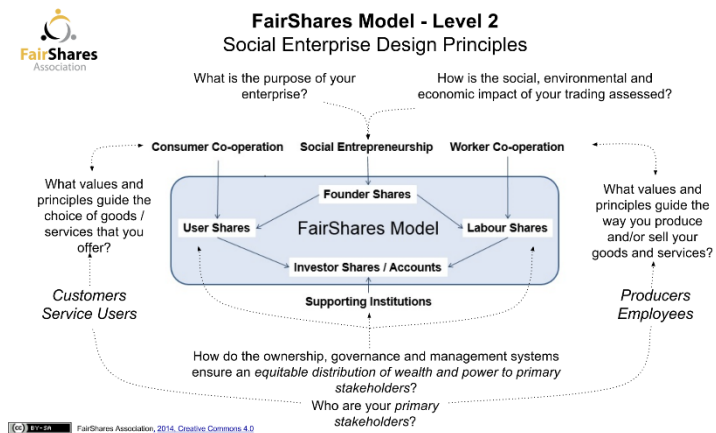 FairShares Model - Level 2
Social Enterprise Design Principles
FairShares
Association
What is the purpose of your
enterprise?
How is the social, environmental and
economic impact of your trading assessed?
Consumer Co-operation
Social Entrepreneurship
Worker Co-operation
What values and
principles guide the
choice of goods /
services that you
offer?
Founder Shares
User Shares
FairShares Model
Labour Shares
Investor Shares / Accounts
What values and
principles guide the
way you produce
and/or sell your
goods and services?
Customers
Service Users
Supporting Institutions
Producers
Employees
How do the ownership, governance and management systems
ensure an equitable distribution of wealth and power to primary
stakeholders?
Who are your primary
stakeholders?
cc BY-SA FairShares Association, 2014, Creative Commons 4.0